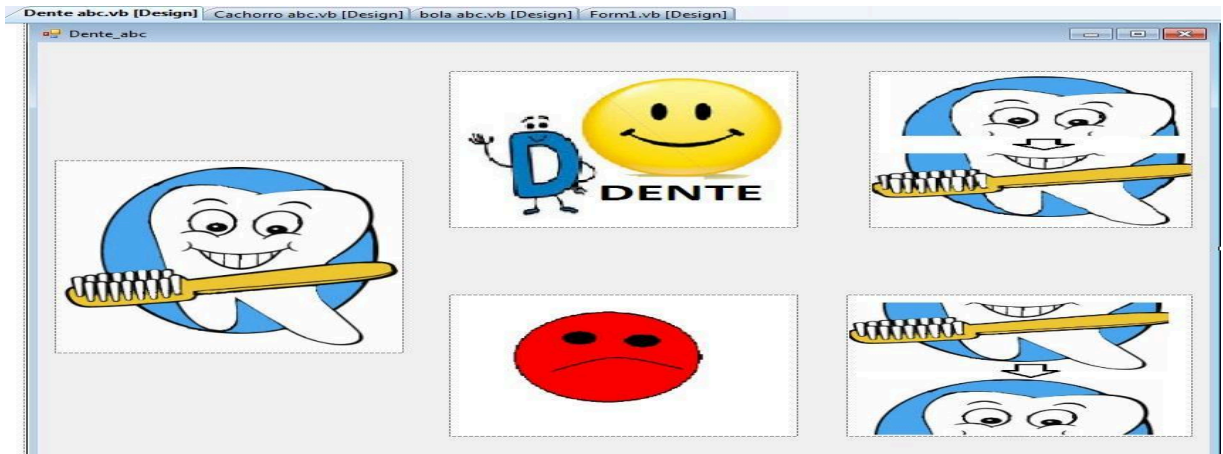 Dente abc.vb [Design] Cachorro abc.vb [Design] bola abc.vb [Design] Form1.vb [Design]
Dente_abc
D
DENTE